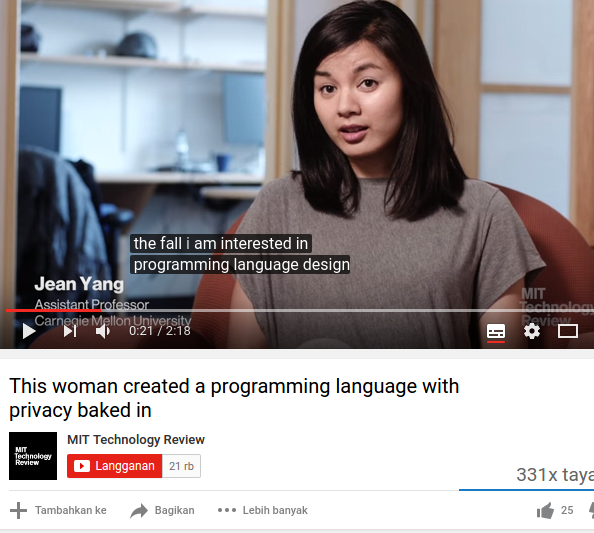 the fall i am interested in
programming language design
Jean Yang
Assistant Professor
Carnegie Mellon University
MIT
Technology
Review
0:21 / 2:18
This woman created a programming language with
privacy baked in
MIT
Technology
Review
MIT Technology Review
Langganan 21 rb
331x taya
Tambahkan ke Bagikan Lebih banyak 25